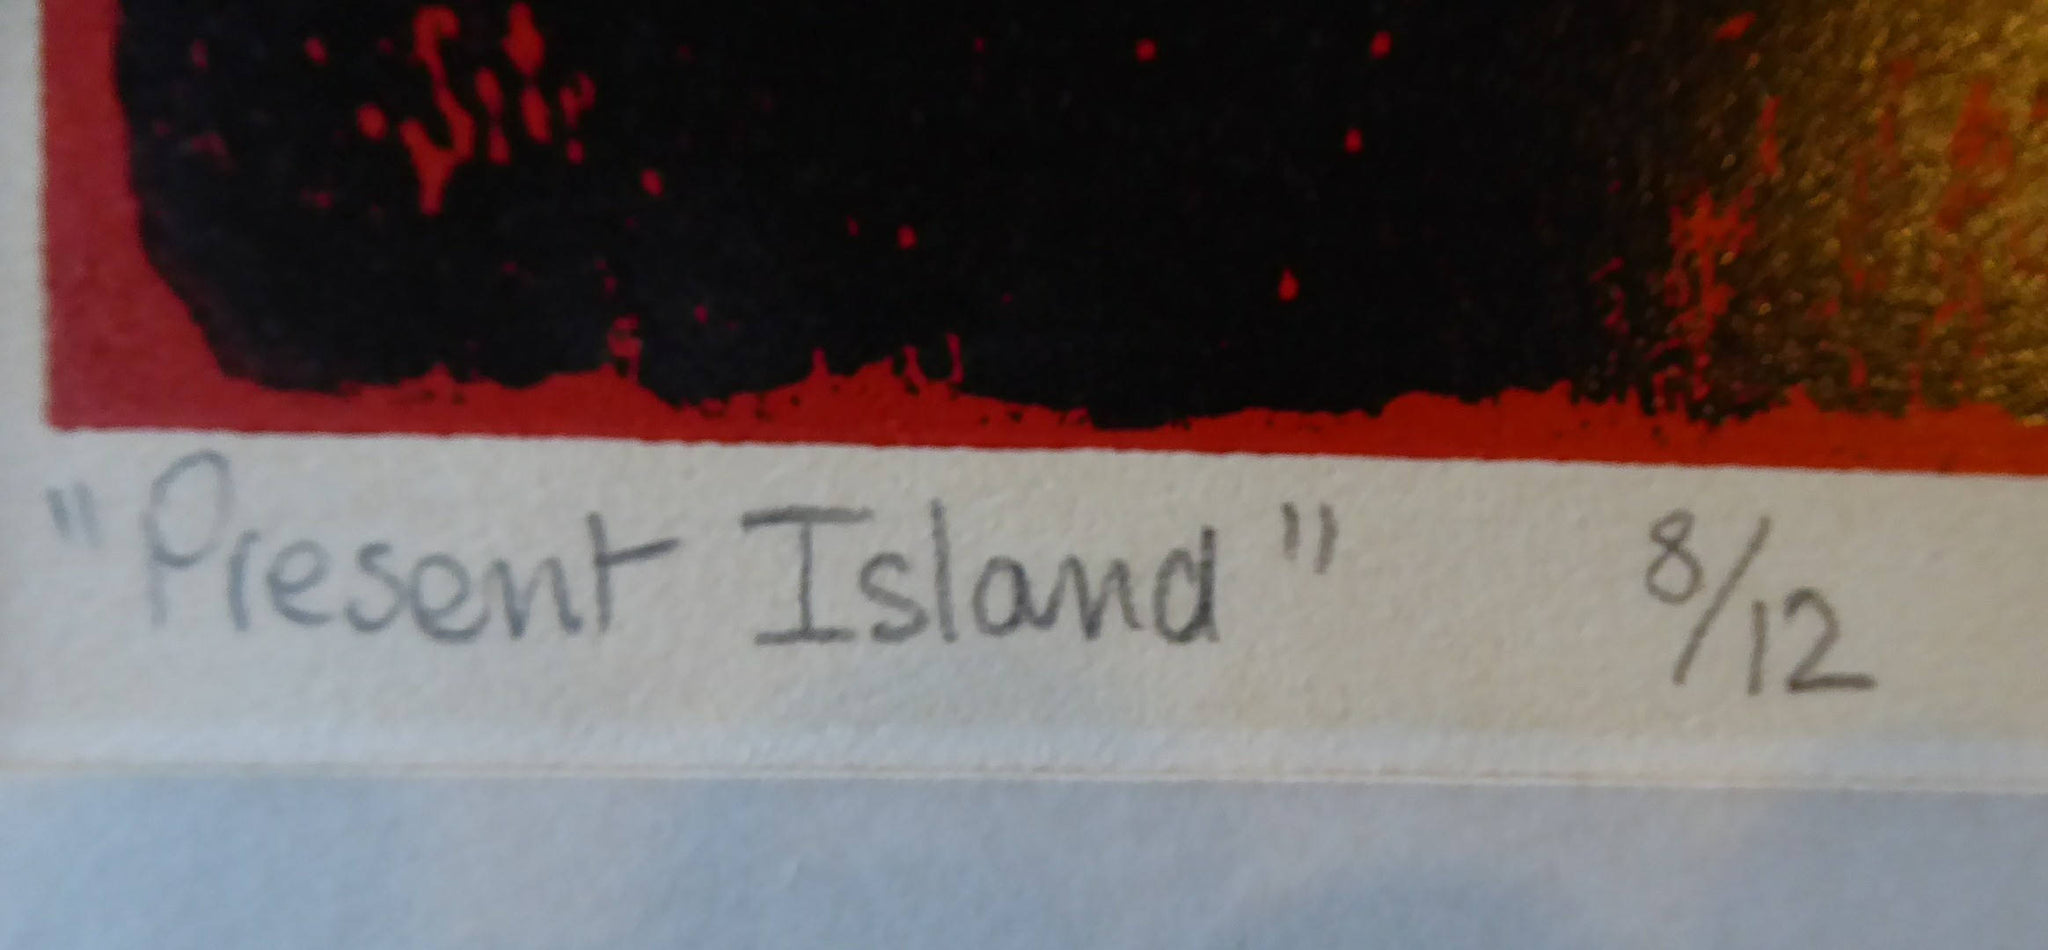 "Present Island" 8/12